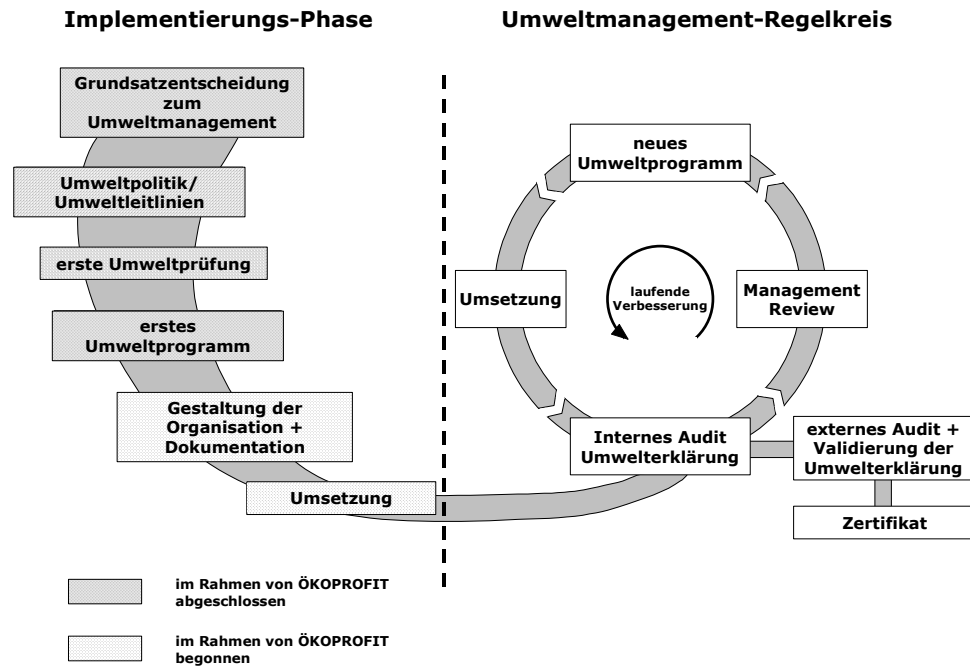 Implementierungs-Phase
Grundsatzentscheidung
zum
Umweltmanagement
Umweltpolitik/
Umweltleitlinien
erste Umweltprüfung
erstes
Umweltprogramm
Gestaltung der
Organisation +
Dokumentation
Umsetzung
Umweltmanagement-Regelkreis
neues
Umweltprogramm
Umsetzung
laufende
Verbesserung
Management
Review
Internes Audit
Umwelterklärung
externes Audit +
Validierung der
Umwelterklärung
Zertifikat
im Rahmen von ÖKOPROFIT
abgeschlossen
im Rahmen von ÖKOPROFIT
begonnen